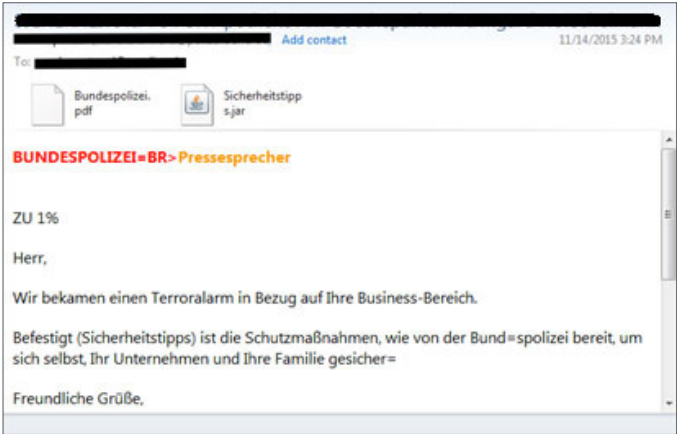 Add contact
11/14/2015 3:24 PM
To:
Bundespolizei.
pdf
Sicherheitstipp
s.jar
BUNDESPOLIZEI=BR>Pressesprecher
ZU 1%
Herr,
Wir bekamen einen Terroralarm in Bezug auf Ihre Business-Bereich.
Befestigt (Sicherheitstipps) ist die Schutzmaßnahmen, wie von der Bund=spolizei bereit, um
sich selbst, Ihr Unternehmen und Ihre Familie gesicher=
Freundliche Grüße,